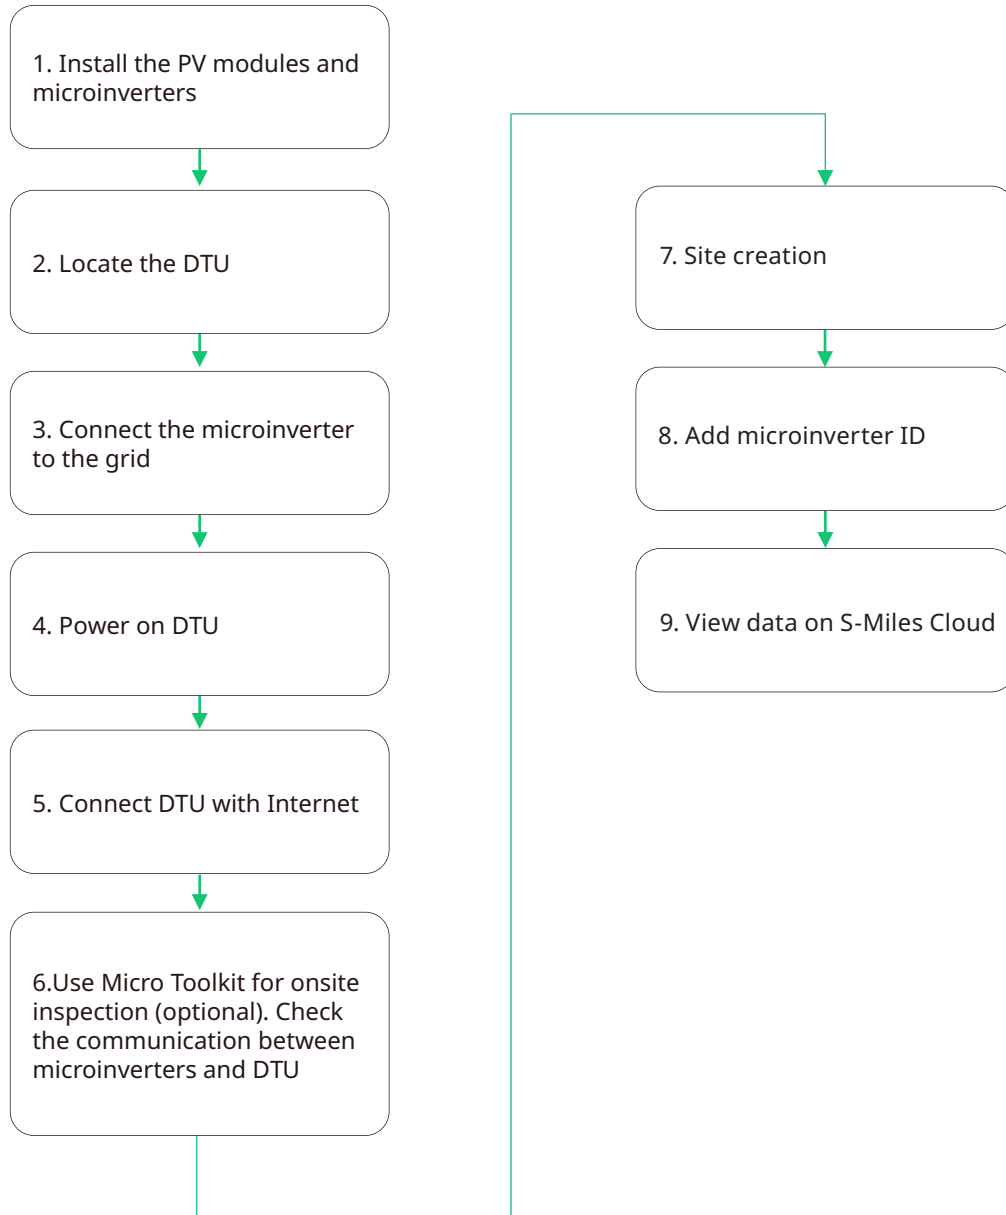 1. Install the PV modules and
microinverters
2. Locate the DTU
3. Connect the microinverter
to the grid
4. Power on DTU
5. Connect DTU with Internet
6.Use Micro Toolkit for onsite
inspection (optional). Check
the communication between
microinverters and DTU
7. Site creation
8. Add microinverter ID
9. View data on S-Miles Cloud